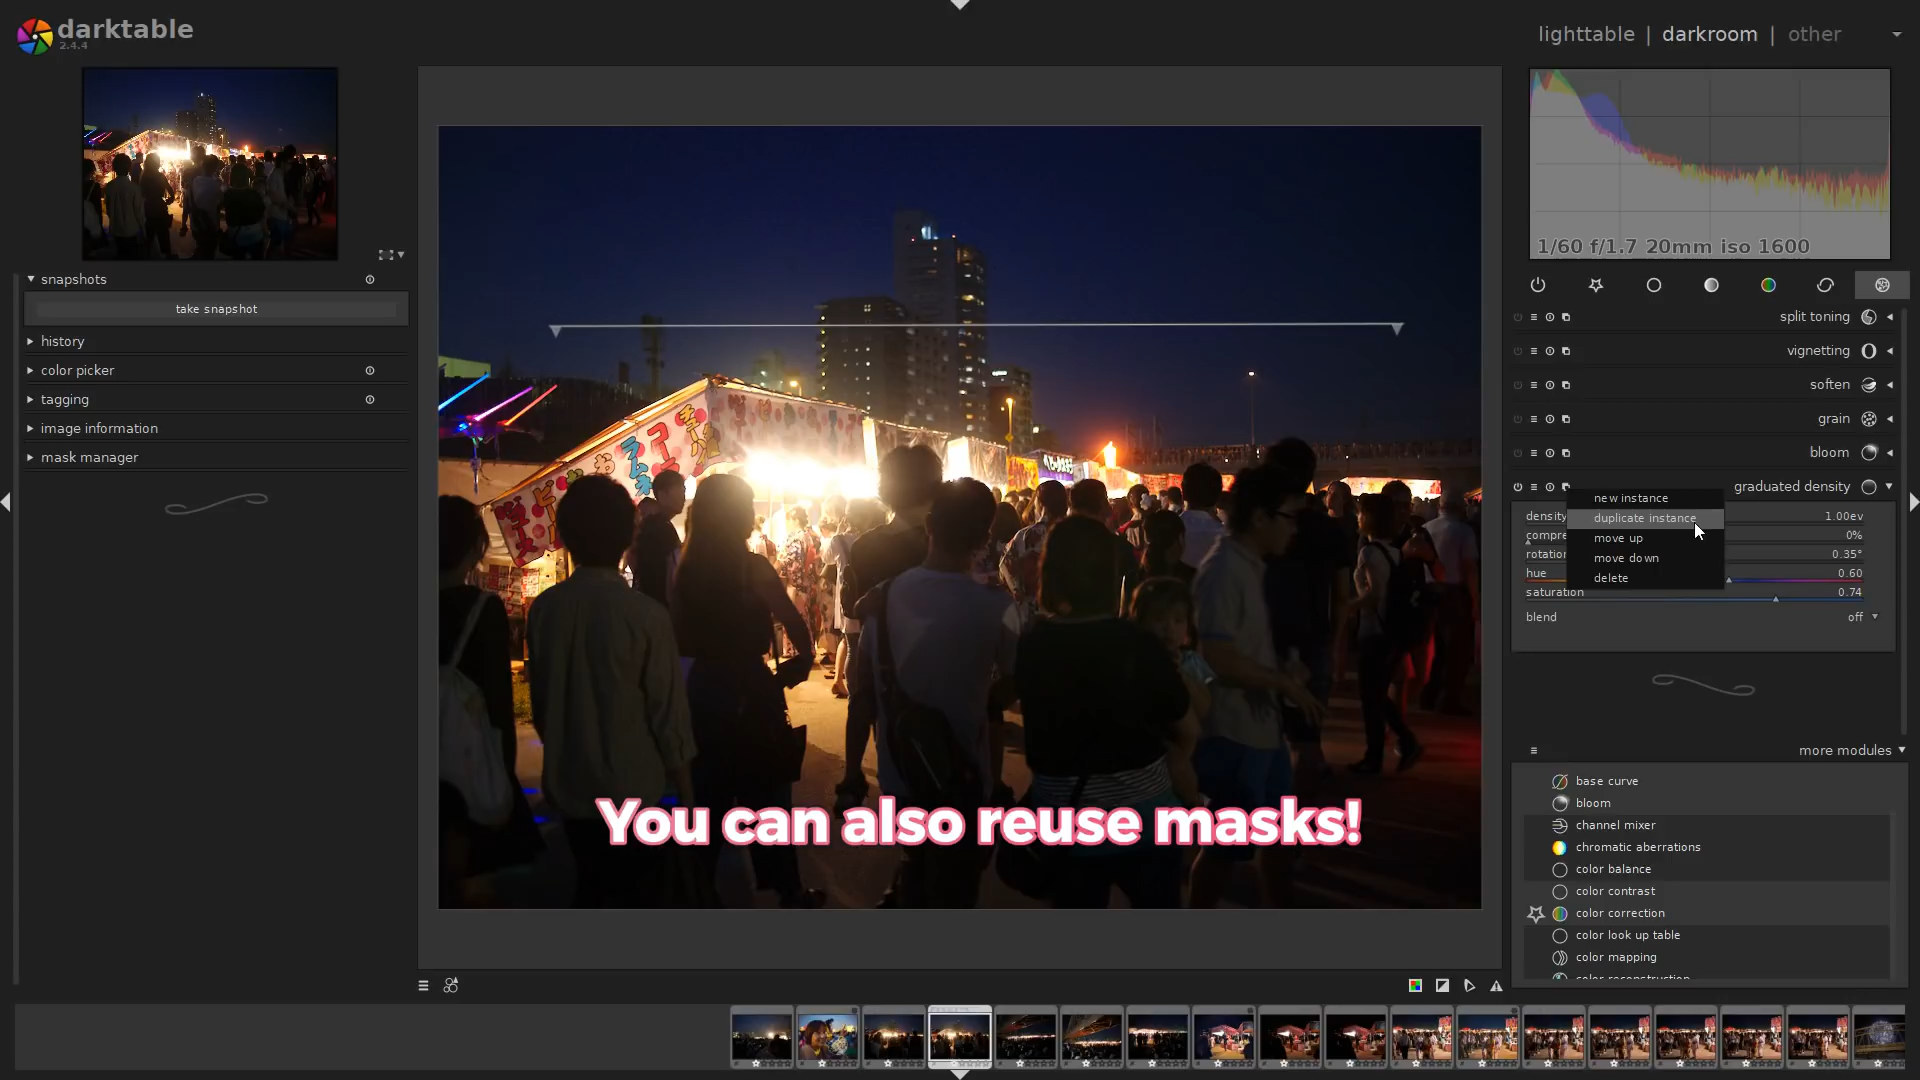 darktable
2.4.4
lighttable | darkroom | other
snapshots
take snapshot
history
color picker
tagging
image information
mask manager
1/60 f/1.7 20mm iso 1600
split toning
vignetting
soften
grain
bloom
graduated density
new instance
duplicate instance
move up
move down
delete
density 1.00ev
compre 0%
rotation 0.35°
hue 0.60
saturation 0.74
blend off
more modules
base curve
bloom
channel mixer
chromatic aberrations
color balance
color contrast
color correction
color look up table
color mapping
color reconstruction
You can also reuse masks!